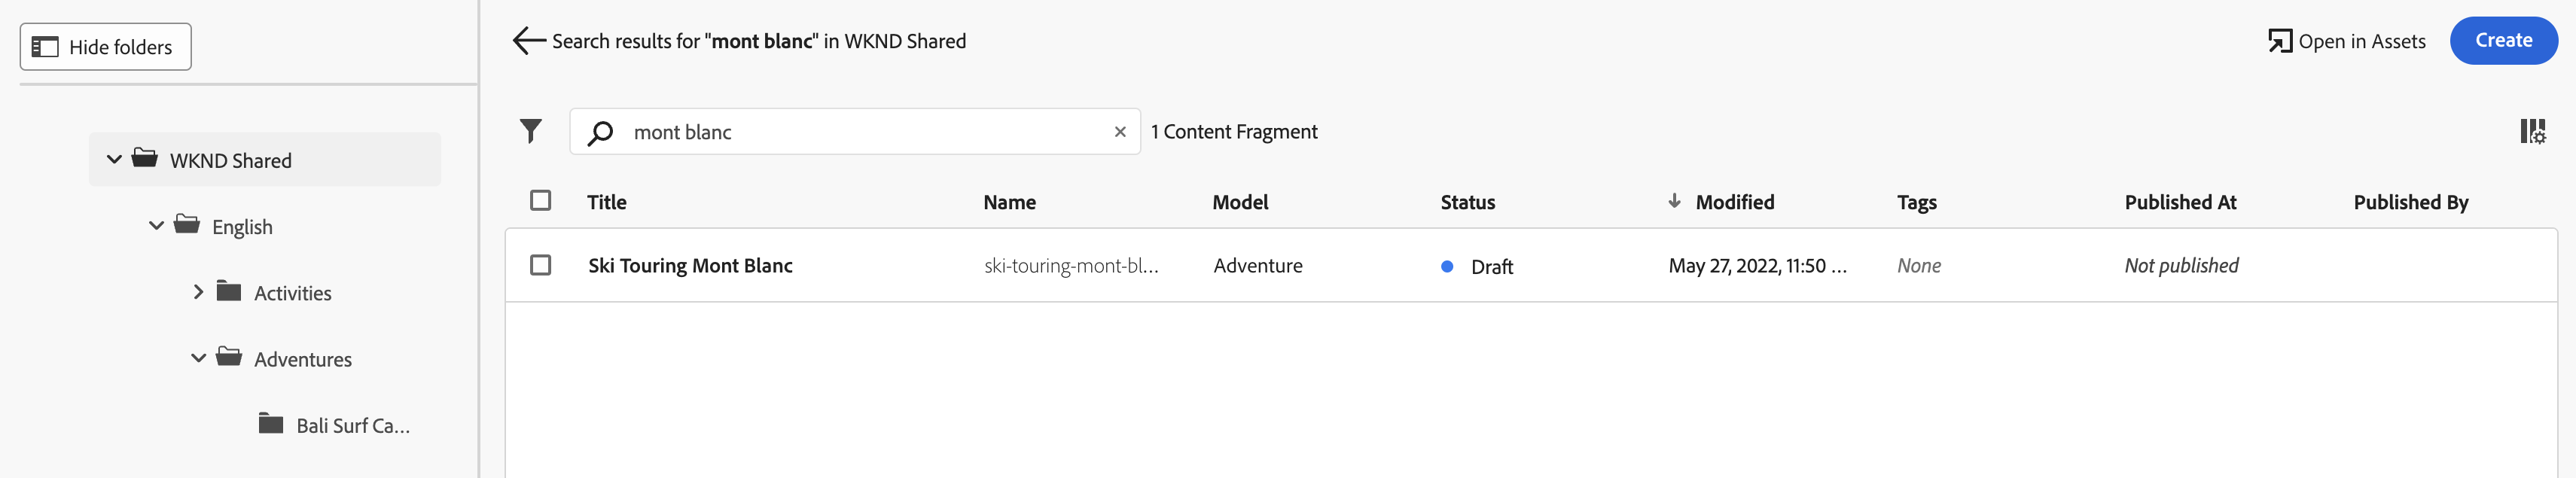 Hide folders
WKND Shared
English
Activities
Adventures
Bali Surf Ca...
Search results for "mont blanc" in WKND Shared
Open in Assets
Create
mont blanc
1 Content Fragment
Title Name Model Status Modified Tags Published At Published By
Ski Touring Mont Blanc ski-touring-mont-bl... Adventure Draft May 27, 2022, 11:50 ... None Not published